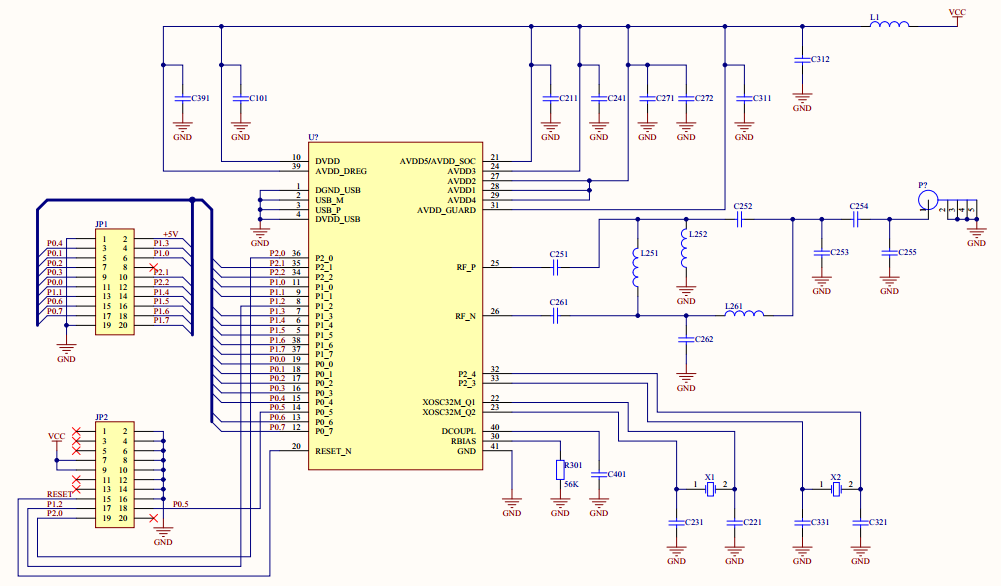 L1 VCC
C312
GND
C391 C101 C211 C241 C271 C272 C311
GND GND GND GND GND GND GND
U?
10 DVDD AVDD5/AVDD_SOC 21
39 AVDD_DREG AVDD3 24
AVDD2 27
1 DGND_USB AVDD1 28
2 USB_M AVDD4 29
3 USB_P AVDD_GUARD 31
4 DVDD_USB
GND
P?
1 2 3 4 5
GND
C252 C254
L251 L252 C253 C255
GND GND GND
C251 RF_P 25
C261 RF_N 26
L261
C262
GND
JP1
1 2 +5V
P0.4 3 4 P1.3
P0.1 5 6 P1.0
P0.2 7 8
P0.3 9 10 P2.1
P0.0 11 12 P2.2
P1.1 13 14 P1.4
P0.6 15 16 P1.5
P0.7 17 18 P1.6
19 20 P1.7
GND
P2.0 36 P2_0
P2.1 35 P2_1
P2.2 34 P2_2
P1.0 11 P1_0
P1.1 9 P1_1
P1.2 8 P1_2
P1.3 7 P1_3
P1.4 6 P1_4
P1.5 5 P1_5
P1.6 38 P1_6
P1.7 37 P1_7
P0.0 19 P0_0
P0.1 18 P0_1
P0.2 17 P0_2
P0.3 16 P0_3
P0.4 15 P0_4
P0.5 14 P0_5
P0.6 13 P0_6
P0.7 12 P0_7
20 RESET_N
P2_4 32
P2_3 33
XOSC32M_Q1 22
XOSC32M_Q2 23
DCOUPL 40
RBIAS 30
GND 41
JP2
1 2
VCC 3 4
5 6
7 8
9 10
11 12
13 14
RESET 15 16
P1.2 17 18 P0.5
P2.0 19 20
GND
R301
56K
C401
GND GND GND
1 X1 2
1 X2 2
C231 C221 C331 C321
GND GND GND GND